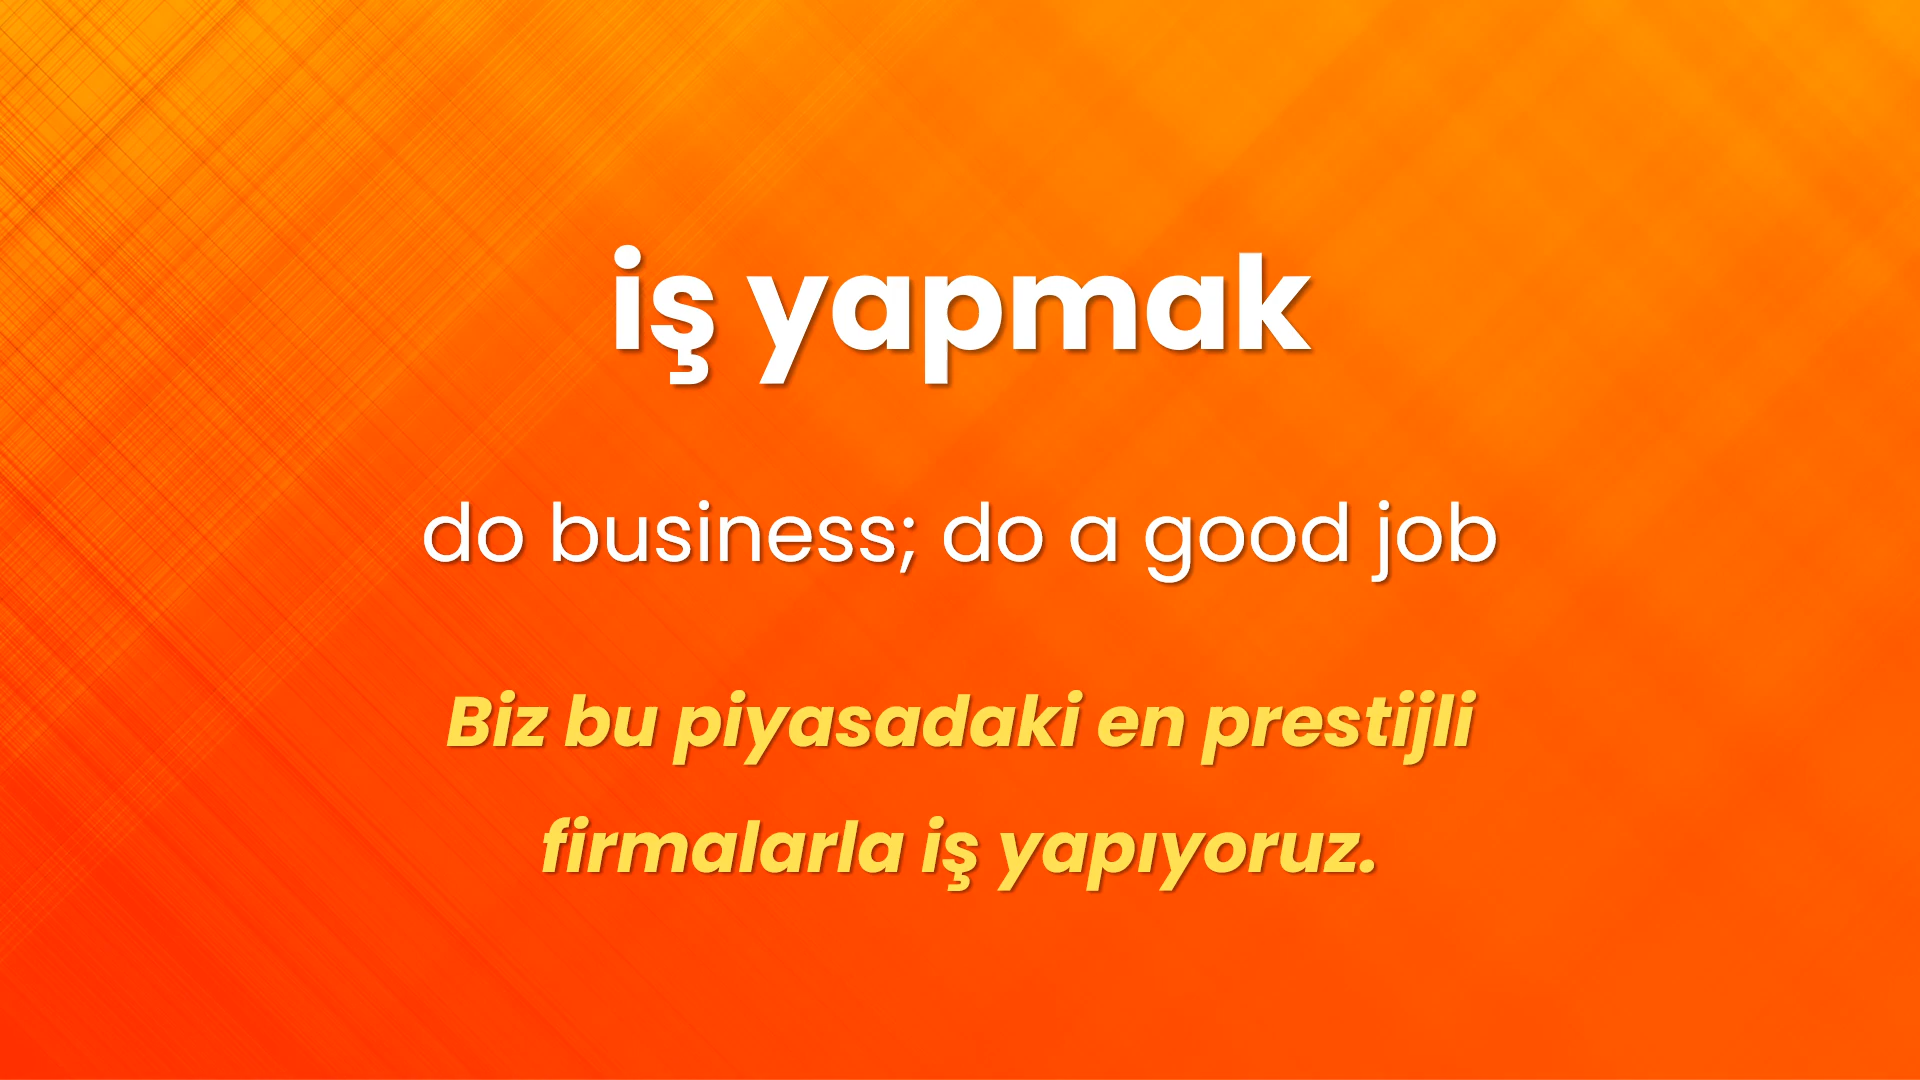 iş yapmak
do business; do a good job
Biz bu piyasadaki en prestijli
firmalarla iş yapıyoruz.